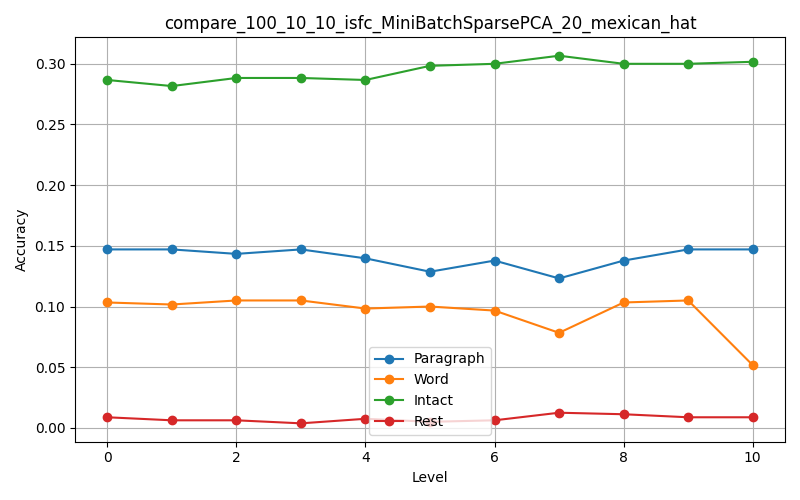 compare_100_10_10_isfc_MiniBatchSparsePCA_20_mexican_hat
0.30
0.25
0.20
0.15
0.10
0.05
0.00
Accuracy
Paragraph
Word
Intact
Rest
0 2 4 6 8 10
Level